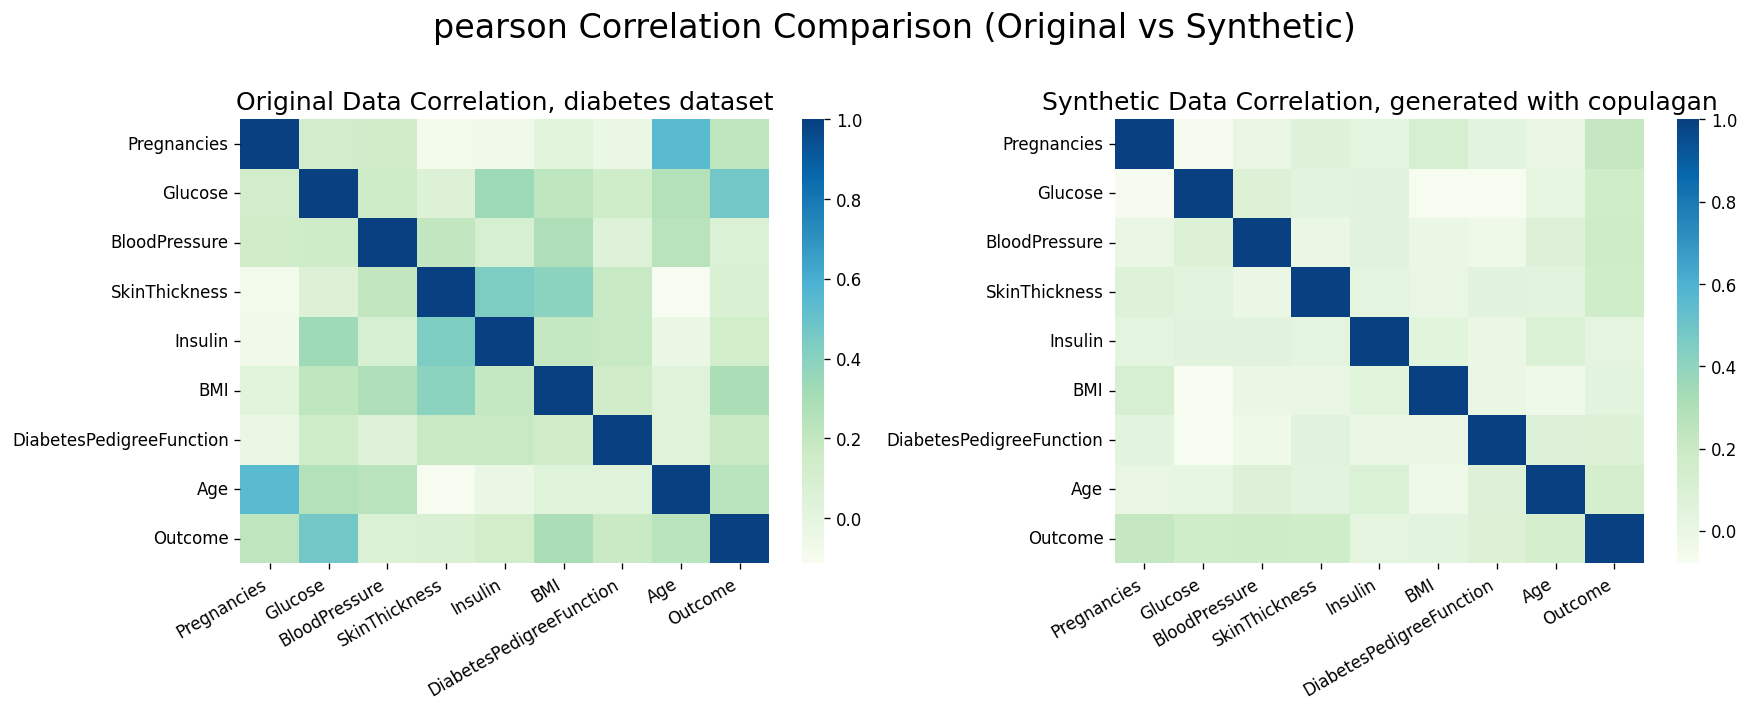 pearson Correlation Comparison (Original vs Synthetic)
Original Data Correlation, diabetes dataset
Pregnancies
Glucose
BloodPressure
SkinThickness
Insulin
BMI
DiabetesPedigreeFunction
Age
Outcome
Pregnancies
Glucose
BloodPressure
SkinThickness
Insulin
BMI
DiabetesPedigreeFunction
Age
Outcome
1.0
0.8
0.6
0.4
0.2
0.0
Synthetic Data Correlation, generated with copulagan
Pregnancies
Glucose
BloodPressure
SkinThickness
Insulin
BMI
DiabetesPedigreeFunction
Age
Outcome
Pregnancies
Glucose
BloodPressure
SkinThickness
Insulin
BMI
DiabetesPedigreeFunction
Age
Outcome
1.0
0.8
0.6
0.4
0.2
0.0